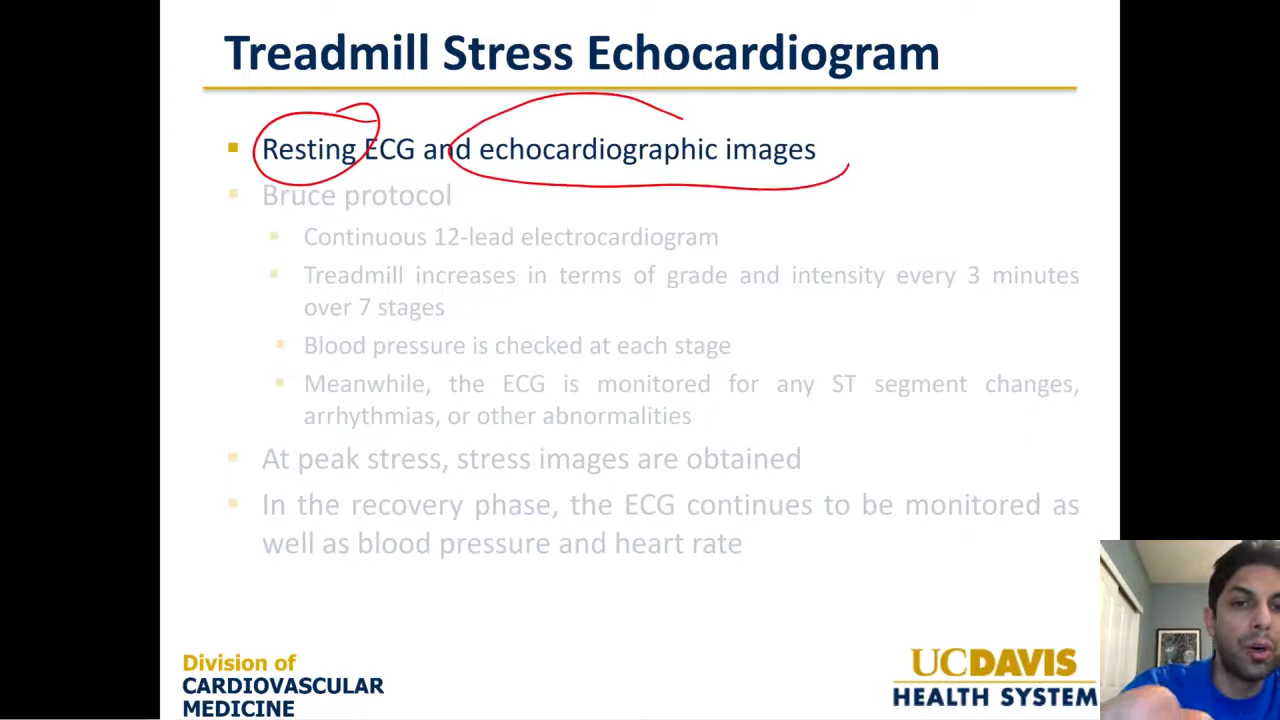 Treadmill Stress Echocardiogram
Resting ECG and echocardiographic images
Bruce protocol
Continuous 12-lead electrocardiogram
Treadmill increases in terms of grade and intensity every 3 minutes
over 7 stages
Blood pressure is checked at each stage
Meanwhile, the ECG is monitored for any ST segment changes,
arrhythmias, or other abnormalities
At peak stress, stress images are obtained
In the recovery phase, the ECG continues to be monitored as
well as blood pressure and heart rate
Division of
CARDIOVASCULAR
MEDICINE
UCDAVIS
HEALTH SYSTEM